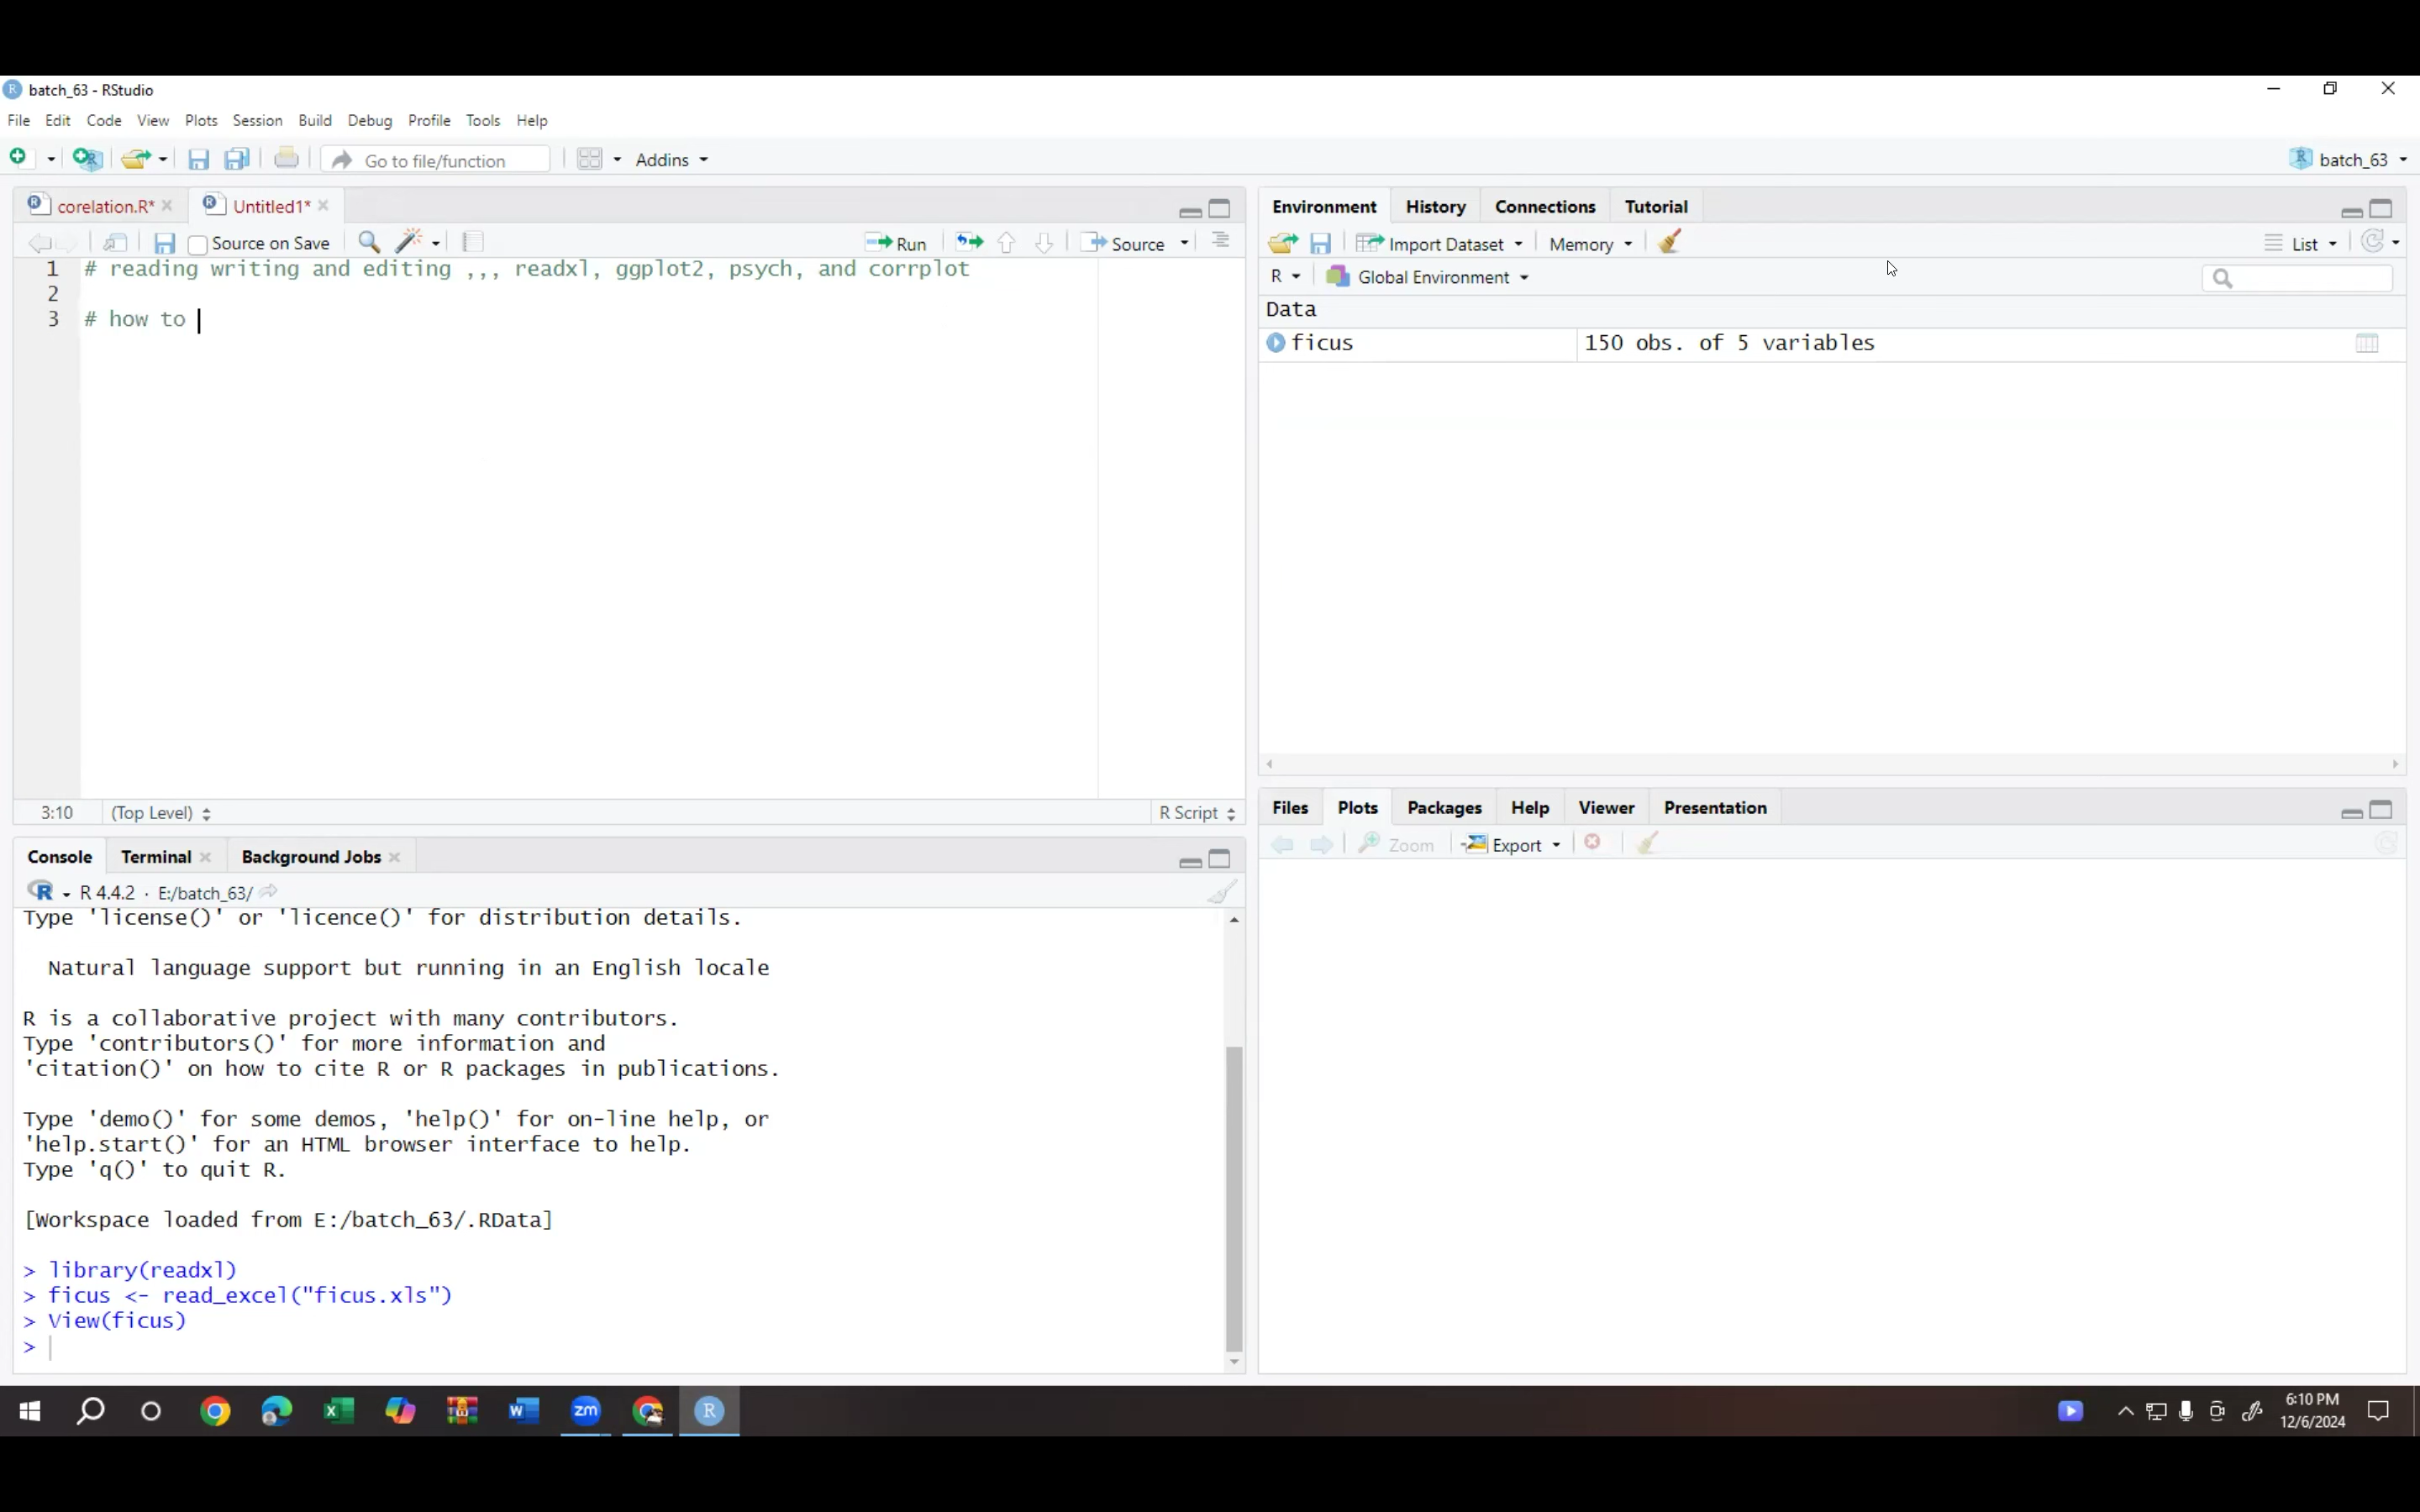 batch_63 - RStudio
File Edit Code View Plots Session Build Debug Profile Tools Help
Go to file/function Addins batch_63
corelation.R* Untitled1*
Source on Save Run Source
1 # reading writing and editing ,,, readxl, ggplot2, psych, and corrplot
2
3 # how to
3:10 (Top Level) R Script
Console Terminal Background Jobs
R 4.4.2 · E:/batch_63/
Type 'license()' or 'licence()' for distribution details.
Natural language support but running in an English locale
R is a collaborative project with many contributors.
Type 'contributors()' for more information and
'citation()' on how to cite R or R packages in publications.
Type 'demo()' for some demos, 'help()' for on-line help, or
'help.start()' for an HTML browser interface to help.
Type 'q()' to quit R.
[Workspace loaded from E:/batch_63/.RData]
> library(readxl)
> ficus <- read_excel("ficus.xls")
> View(ficus)
>
Environment History Connections Tutorial
Import Dataset Memory List
R Global Environment
Data
ficus 150 obs. of 5 variables
Files Plots Packages Help Viewer Presentation
Zoom Export
zm
6:10 PM
12/6/2024